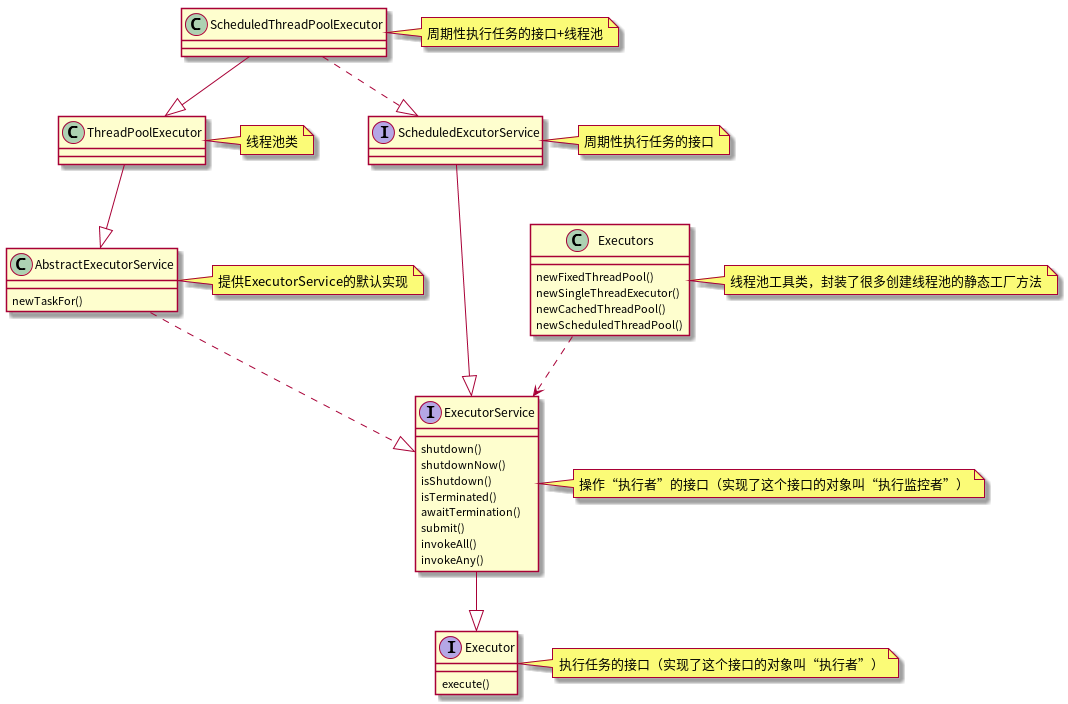 C ScheduledThreadPoolExecutor
周期性执行任务的接口+线程池
C ThreadPoolExecutor
线程池类
I ScheduledExcutorService
周期性执行任务的接口
C AbstractExecutorService
newTaskFor()
提供ExecutorService的默认实现
C Executors
newFixedThreadPool()
newSingleThreadExecutor()
newCachedThreadPool()
newScheduledThreadPool()
线程池工具类，封装了很多创建线程池的静态工厂方法
I ExecutorService
shutdown()
shutdownNow()
isShutdown()
isTerminated()
awaitTermination()
submit()
invokeAll()
invokeAny()
操作“执行者”的接口（实现了这个接口的对象叫“执行监控者”）
I Executor
execute()
执行任务的接口（实现了这个接口的对象叫“执行者”）